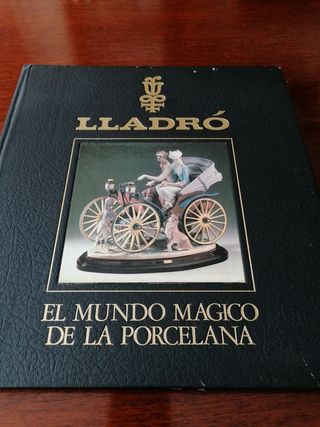 LLADRÓ
EL MUNDO MAGICO
DE LA PORCELANA